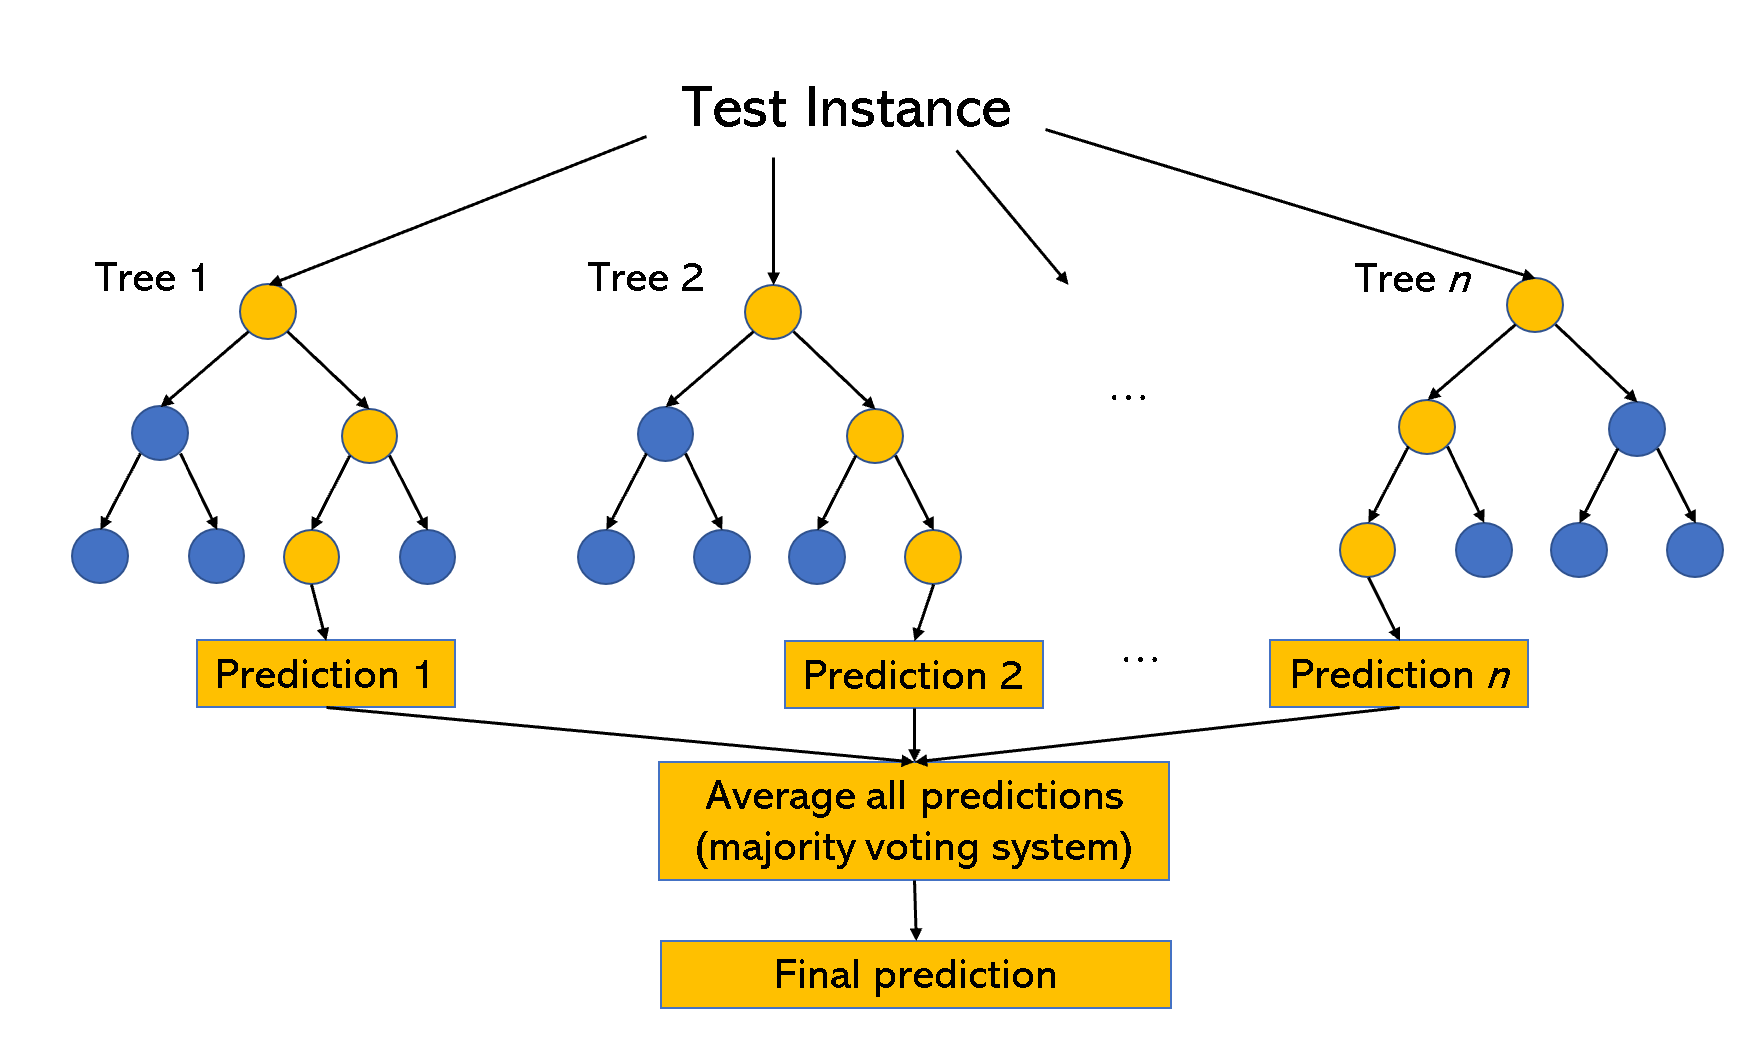 Test Instance
Tree 1
Tree 2
Tree n
...
Prediction 1
Prediction 2
...
Prediction n
Average all predictions
(majority voting system)
Final prediction